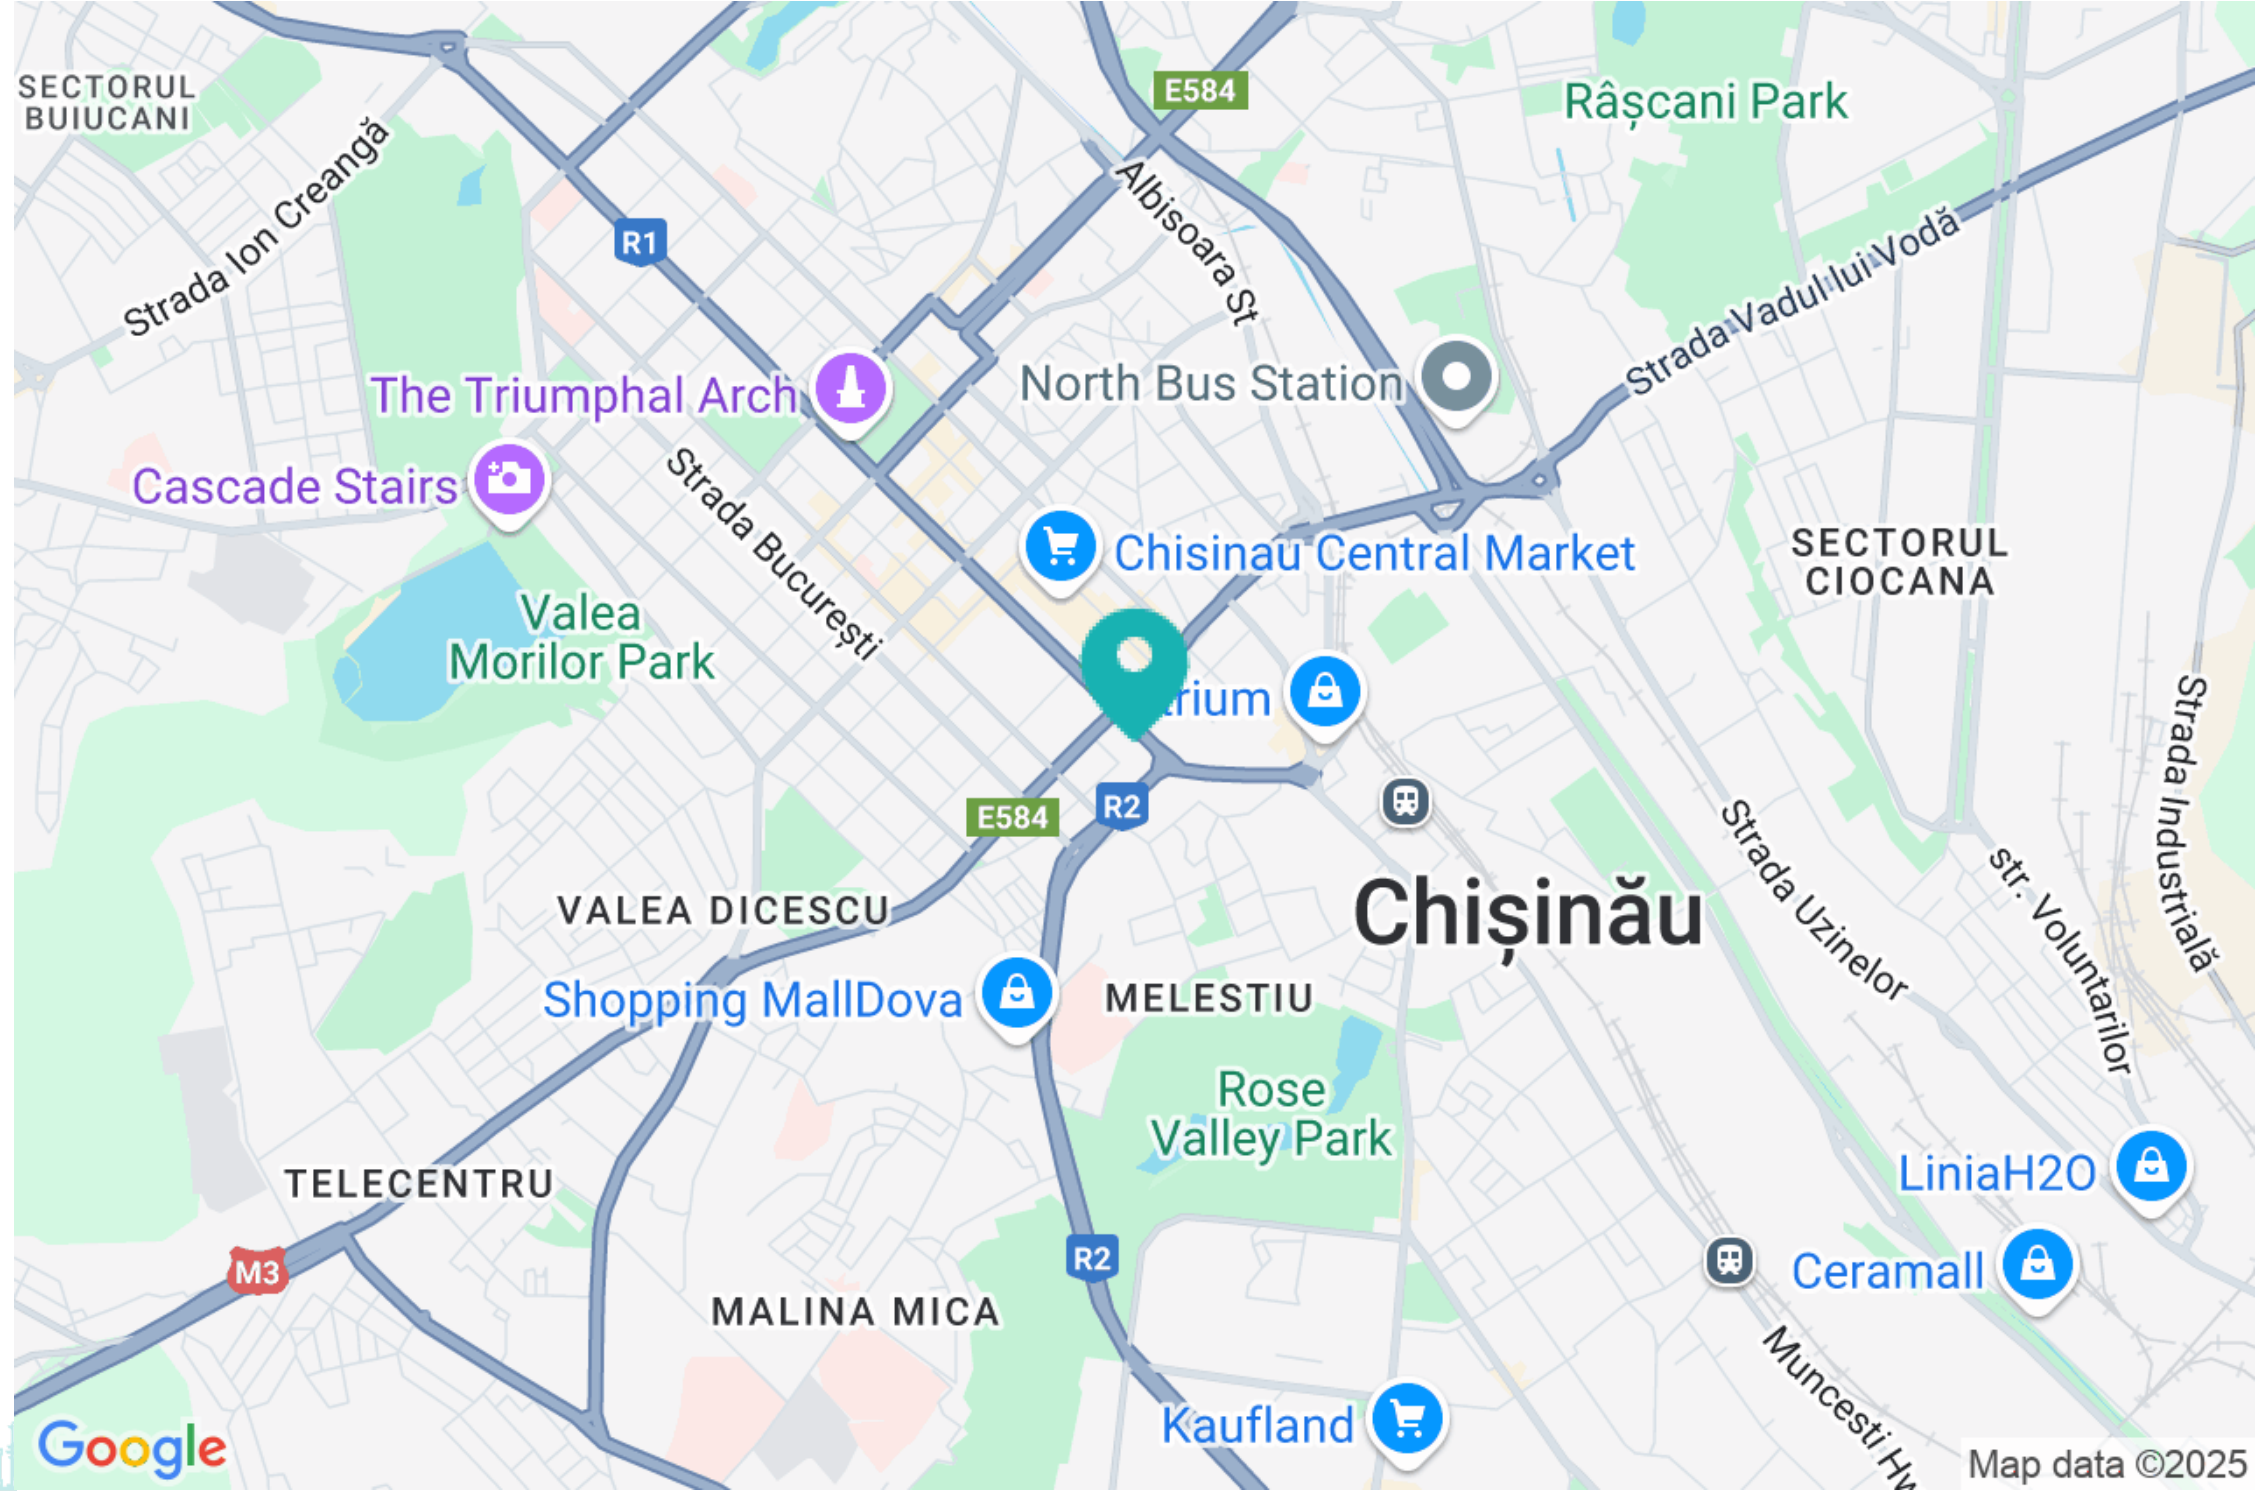 SECTORUL
BUIUCANI
E584
Râșcani Park
Strada Ion Creangă
R1
Albisoara St
Strada Vadul lui Vodă
The Triumphal Arch
North Bus Station
Cascade Stairs
Strada București
Chisinau Central Market
SECTORUL
CIOCANA
Valea
Morilor Park
trium
Strada Industrială
E584
R2
Strada Uzinelor
str. Voluntarilor
VALEA DICESCU
Chișinău
Shopping MallDova
MELESTIU
Rose
Valley Park
TELECENTRU
LiniaH2O
M3
R2
Ceramall
MALINA MICA
Muncesti Hw
Kaufland
Google
Map data ©2025